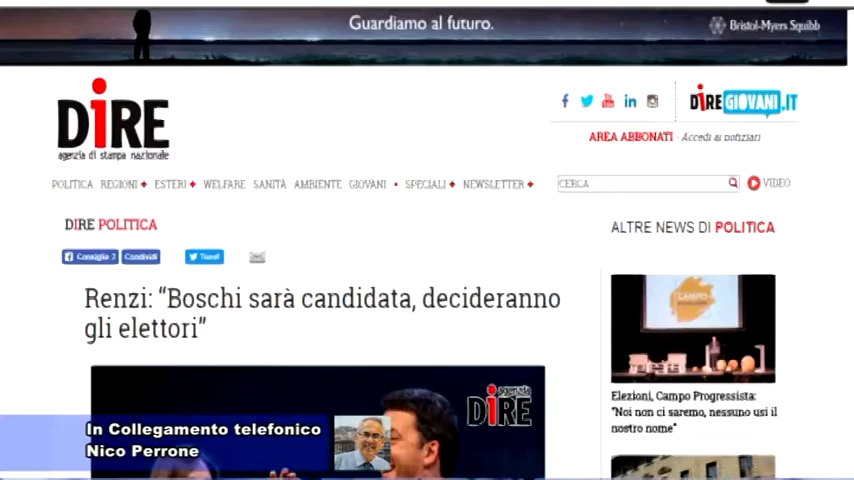 Guardiamo al futuro.
Bristol-Myers Squibb
DiRE
agenzia di stampa nazionale
DiRE GIOVANI.IT
AREA ABBONATI - Accedi ai notiziari
POLITICA REGIONI ESTERI WELFARE SANITÀ AMBIENTE GIOVANI SPECIALI NEWSLETTER
CERCA
VIDEO
DIRE POLITICA
Consiglia 2 Condividi Tweet
ALTRE NEWS DI POLITICA
Renzi: “Boschi sarà candidata, decideranno
gli elettori”
CAMPO
agenzia
DiRE
Elezioni, Campo Progressista:
"Noi non ci saremo, nessuno usi il
nostro nome"
In Collegamento telefonico
Nico Perrone